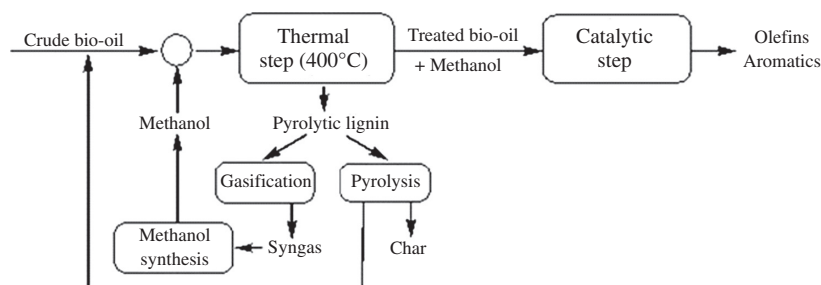 Crude bio-oil
Thermal
step (400°C)
Treated bio-oil
+ Methanol
Catalytic
step
Olefins
Aromatics
Methanol
Pyrolytic lignin
Gasification
Pyrolysis
Methanol
synthesis
Syngas
Char